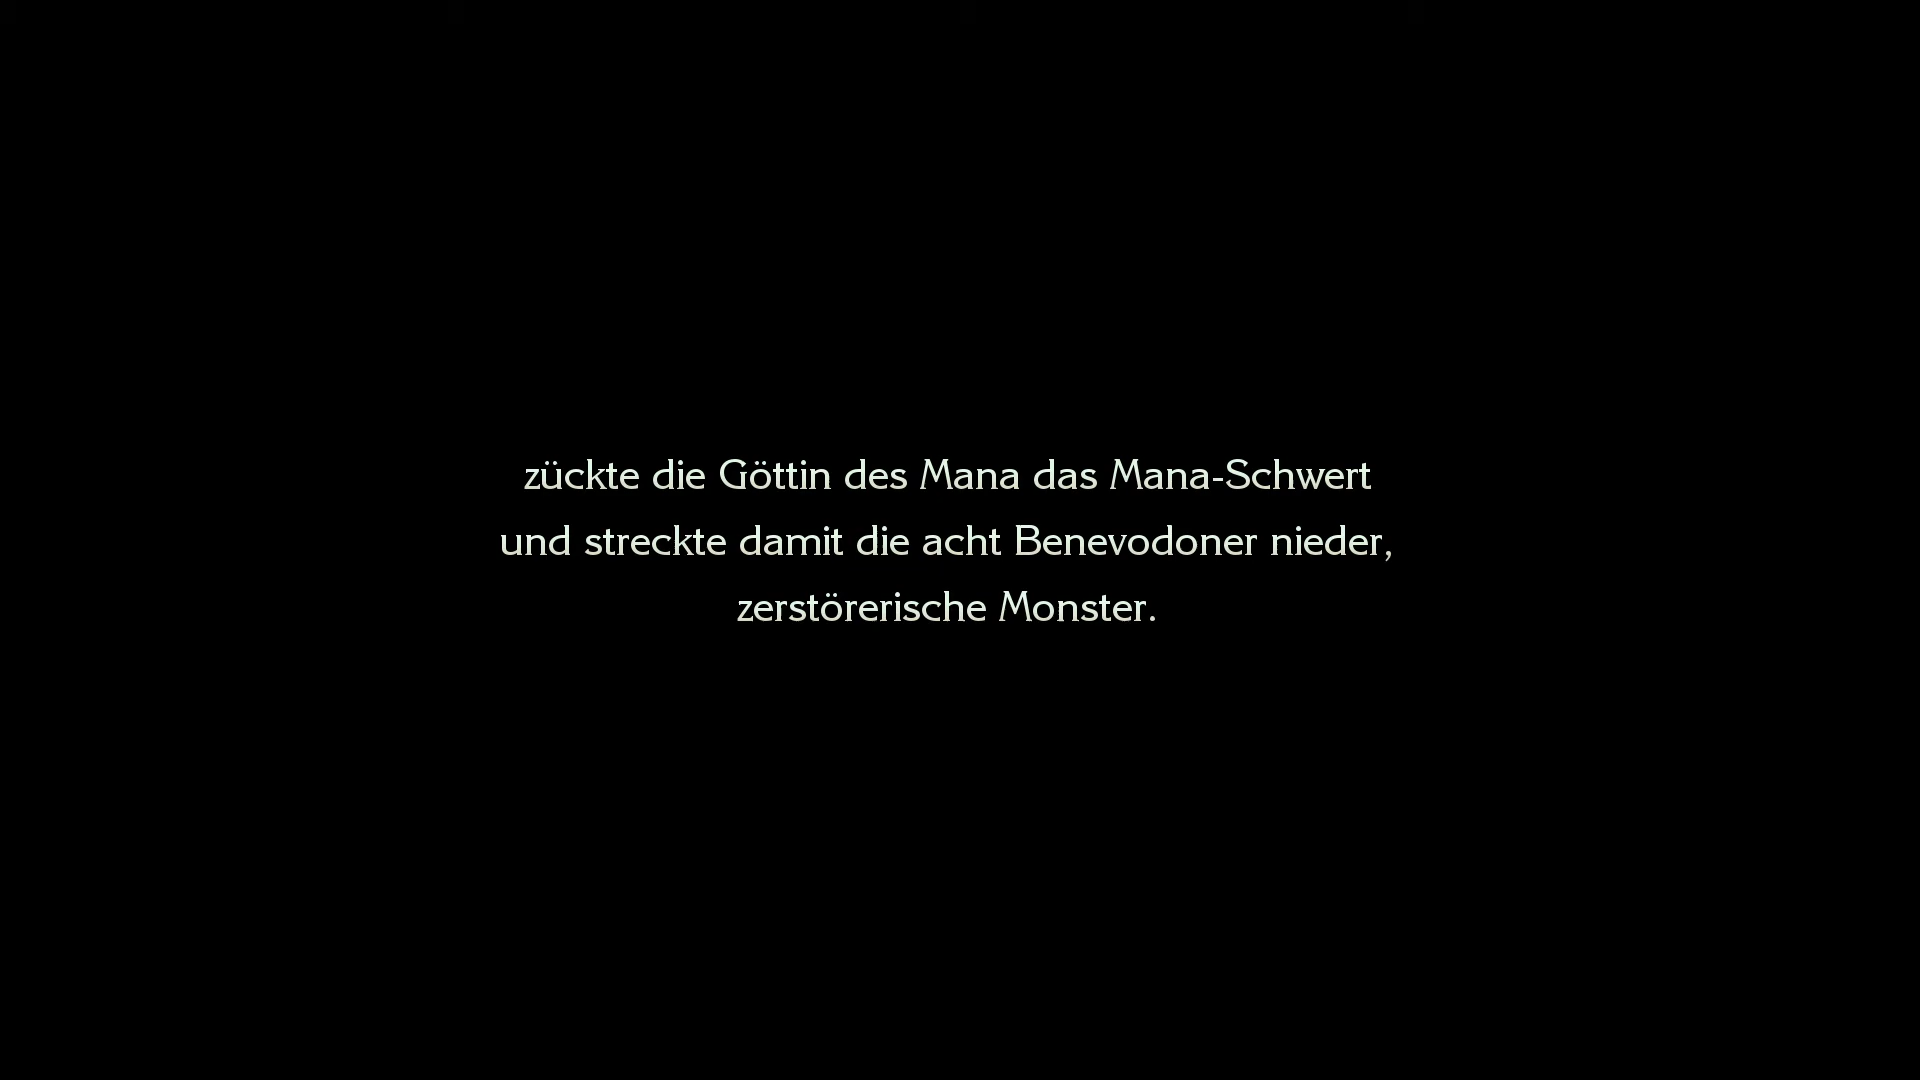 zückte die Göttin des Mana das Mana-Schwert
und streckte damit die acht Benevodoner nieder,
zerstörerische Monster.